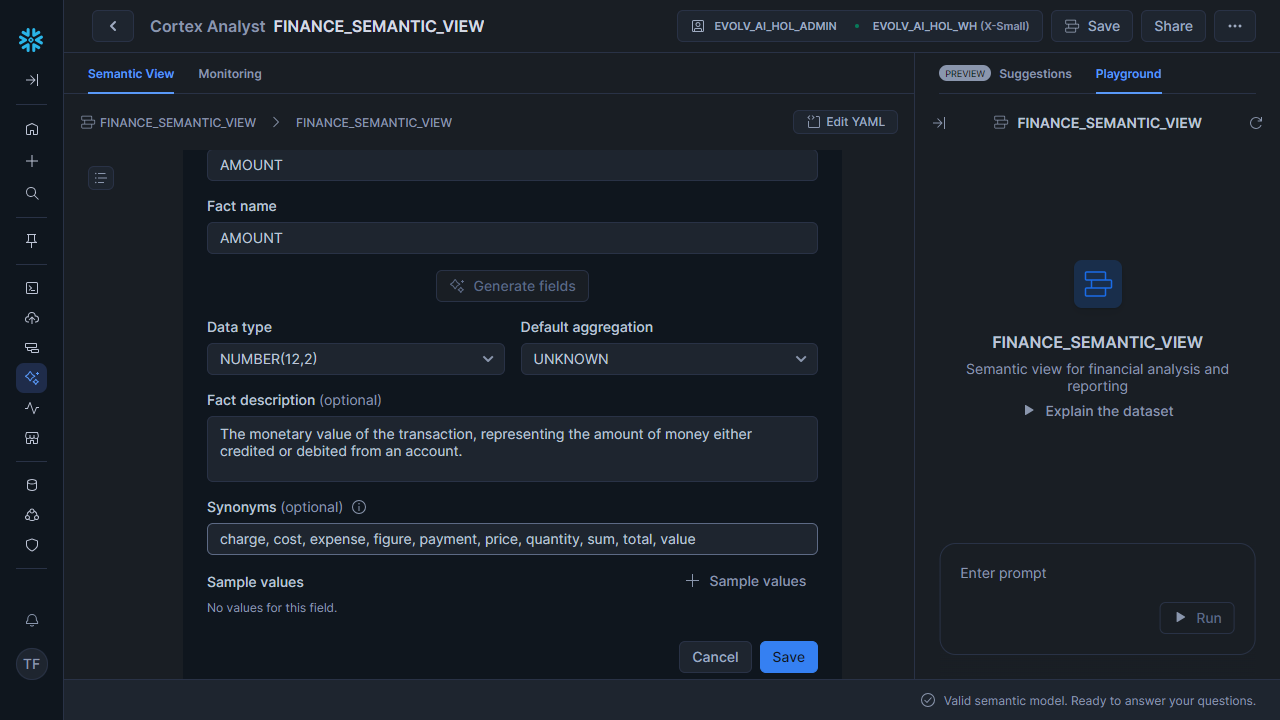 Cortex Analyst FINANCE_SEMANTIC_VIEW
EVOLV_AI_HOL_ADMIN • EVOLV_AI_HOL_WH (X-Small)
Save
Share
Semantic View
Monitoring
PREVIEW
Suggestions
Playground
FINANCE_SEMANTIC_VIEW > FINANCE_SEMANTIC_VIEW
Edit YAML
FINANCE_SEMANTIC_VIEW
AMOUNT
Fact name
AMOUNT
Generate fields
Data type
Default aggregation
NUMBER(12,2)
UNKNOWN
Fact description (optional)
The monetary value of the transaction, representing the amount of money either
credited or debited from an account.
Synonyms (optional)
charge, cost, expense, figure, payment, price, quantity, sum, total, value
Sample values
+ Sample values
No values for this field.
Cancel
Save
FINANCE_SEMANTIC_VIEW
Semantic view for financial analysis and
reporting
Explain the dataset
Enter prompt
Run
TF
Valid semantic model. Ready to answer your questions.